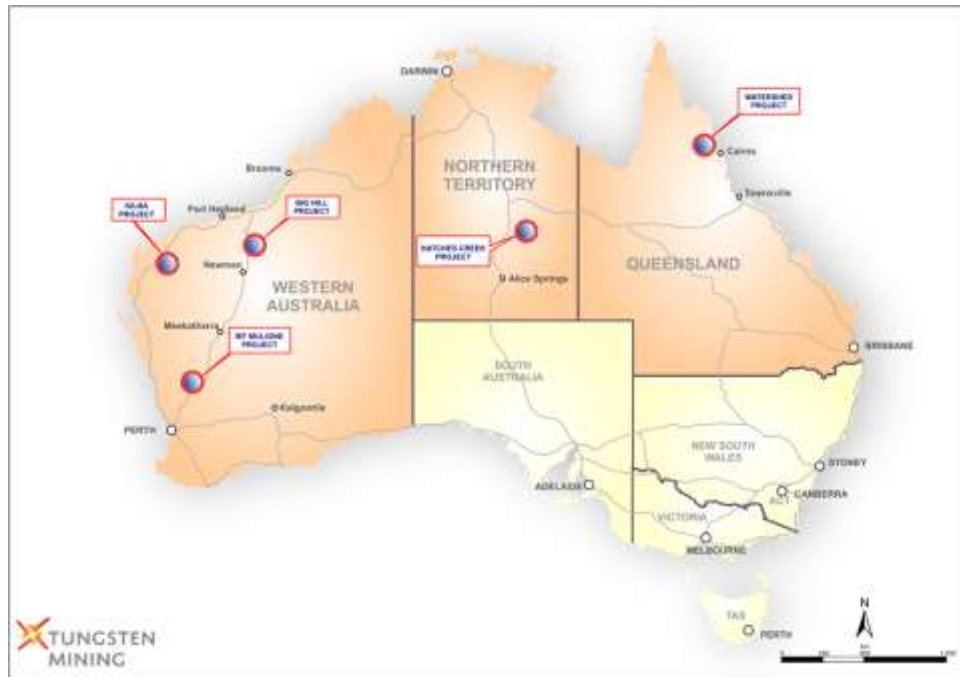 DARWIN
WATERSHED
PROJECT
Cairns
Broome
NORTHERN
TERRITORY
Townsville
KILBA
PROJECT
Port Hedland
BIG HILL
PROJECT
HATCHES CREEK
PROJECT
Newman
WESTERN
AUSTRALIA
Alice Springs
QUEENSLAND
Meekatharra
MT MULGINE
PROJECT
BRISBANE
SOUTH
AUSTRALIA
Kalgoorlie
PERTH
NEW SOUTH
WALES
SYDNEY
ADELAIDE
ACT
CANBERRA
VICTORIA
MELBOURNE
TAS
PERTH
N
TUNGSTEN
MINING